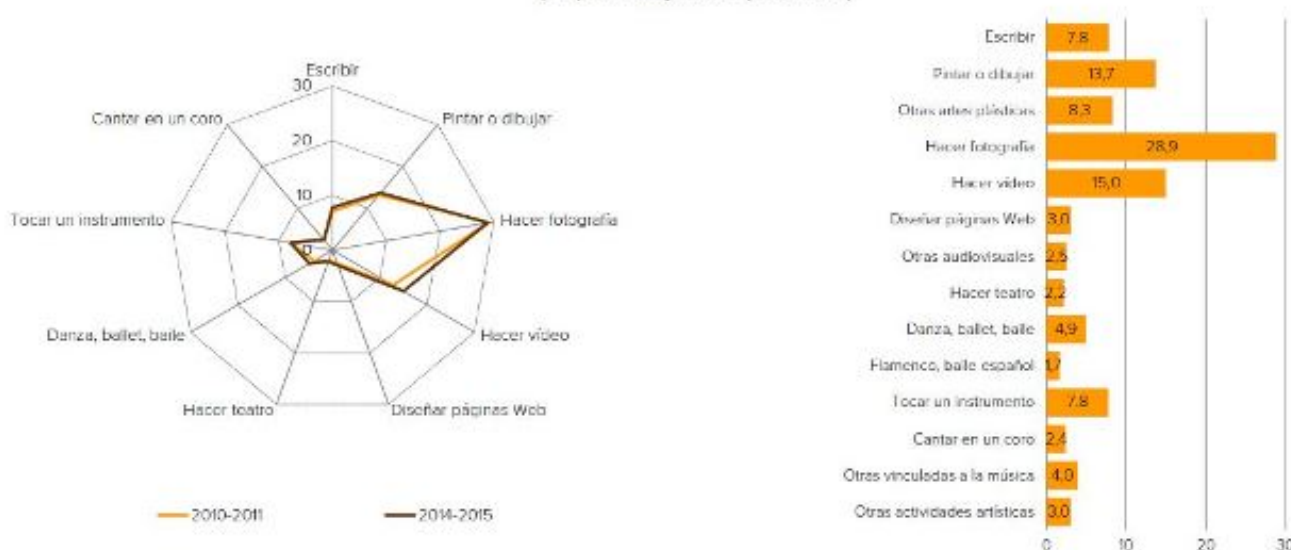 Escribir
30
Cantar en un coro
Pintar o dibujar
20
10
Tocar un instrumento
Hacer fotografía
0
Danza, ballet, baile
Hacer vídeo
Hacer teatro
Diseñar páginas Web
2010-2011
2014-2015
Escribir 7.8
Pintar o dibujar 13,7
Otras artes plásticas 8,3
Hacer fotografía 28,9
Hacer vídeo 15,0
Diseñar páginas Web 3,0
Otras audiovisuales 2,5
Hacer teatro 2,2
Danza, ballet, baile 4,9
Flamenco, baile español 1,7
Tocar un instrumento 7.8
Cantar en un coro 2,4
Otras vinculadas a la música 4,0
Otras actividades artísticas 3,0
0 10 20 30